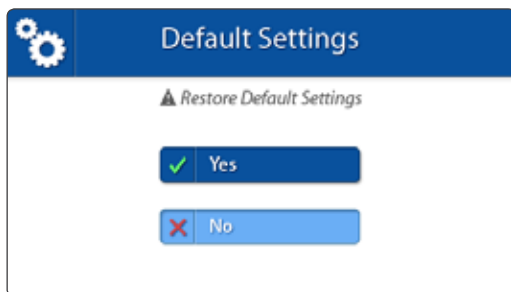 Default Settings
Restore Default Settings
Yes
No